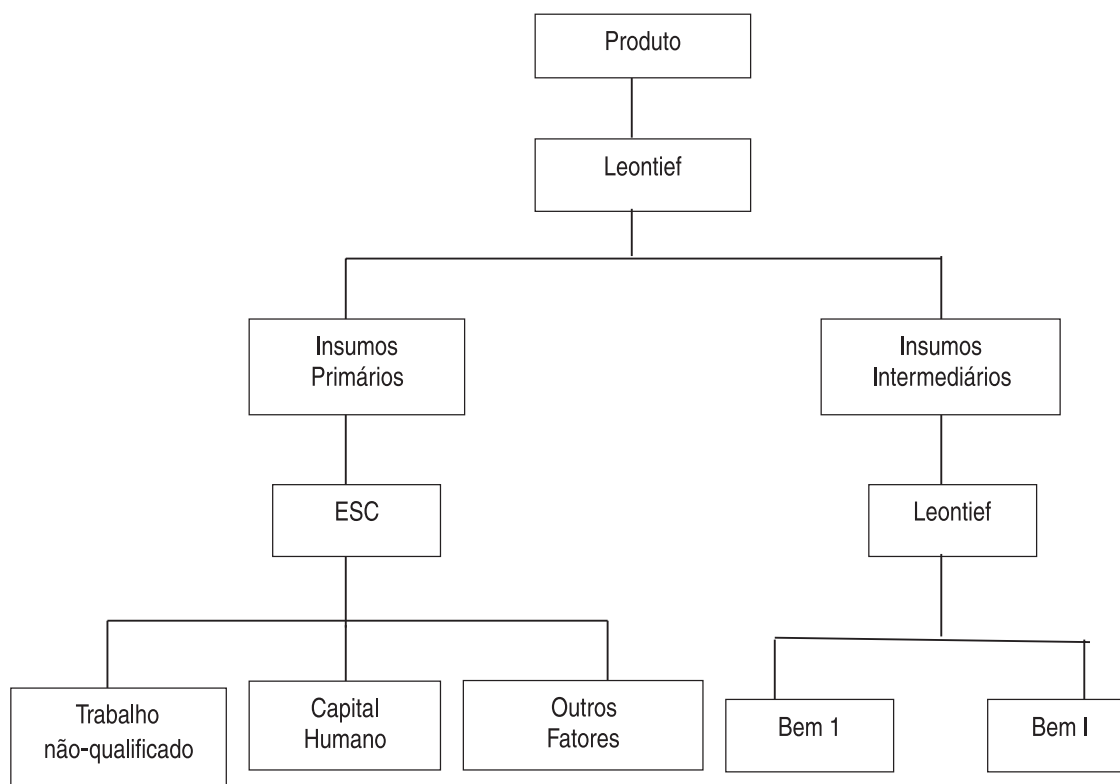 Produto
Leontief
Insumos
Primários
Insumos
Intermediários
ESC
Leontief
Trabalho
não-qualificado
Capital
Humano
Outros
Fatores
Bem 1
Bem I